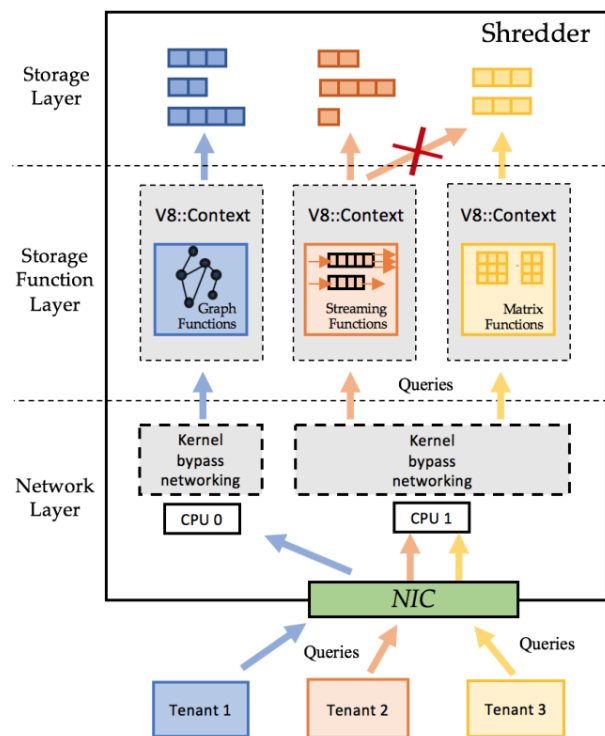 Shredder
Storage
Layer
V8::Context
V8::Context
V8::Context
Storage
Function
Layer
Graph
Functions
Streaming
Functions
Matrix
Functions
Queries
Kernel
bypass
networking
Kernel
bypass
networking
Network
Layer
CPU 0
CPU 1
NIC
Queries
Queries
Tenant 1
Tenant 2
Tenant 3